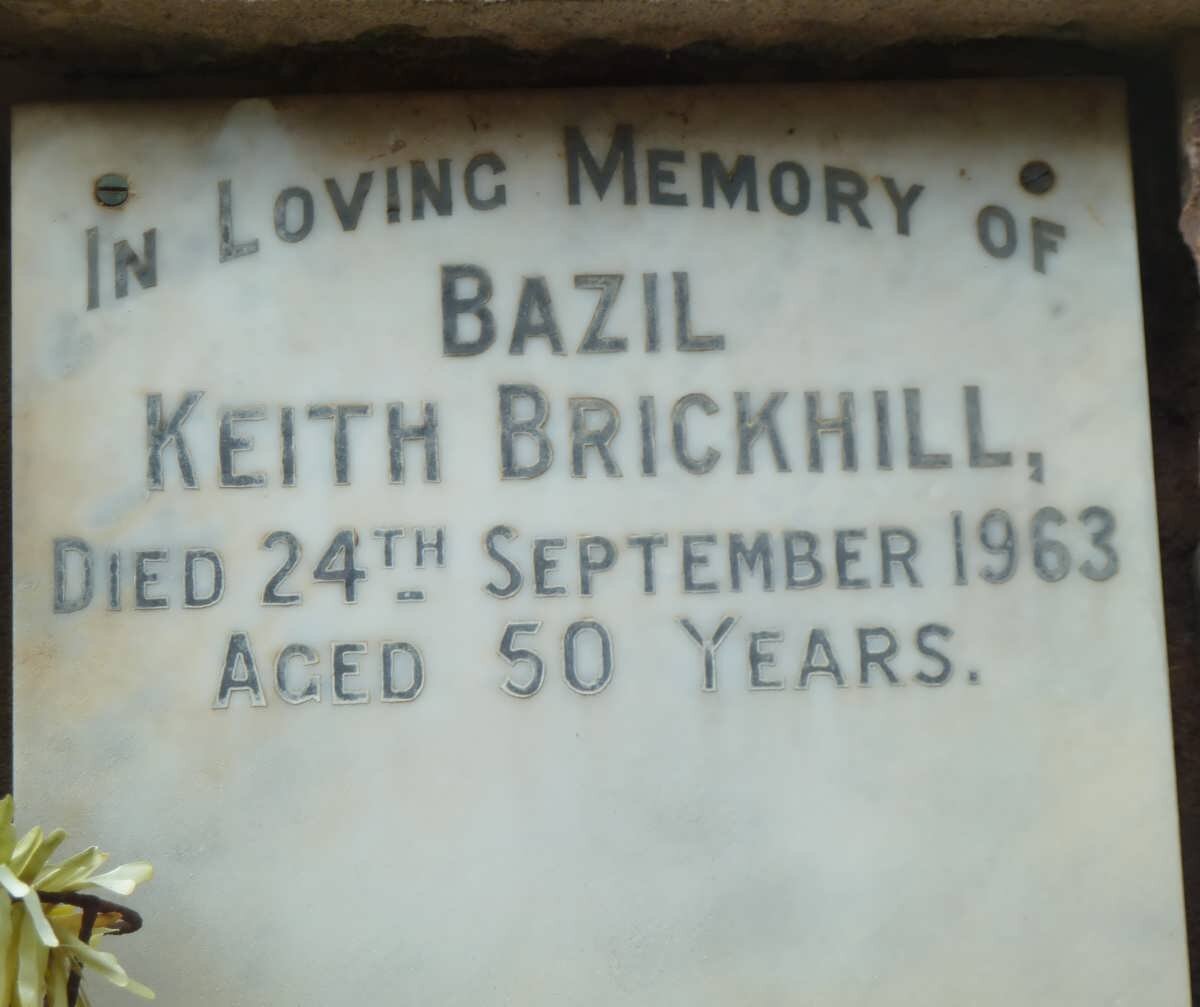 IN LOVING MEMORY OF
BAZIL
KEITH BRICKHILL,
DIED 24TH SEPTEMBER 1963
AGED 50 YEARS.